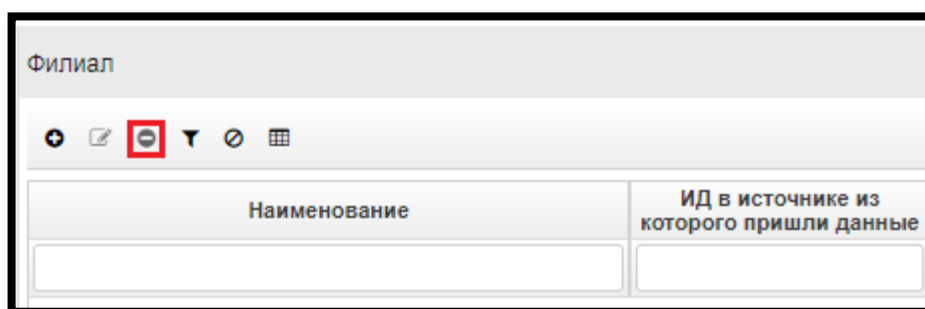 Филиал
Наименование
ИД в источнике из
которого пришли данные